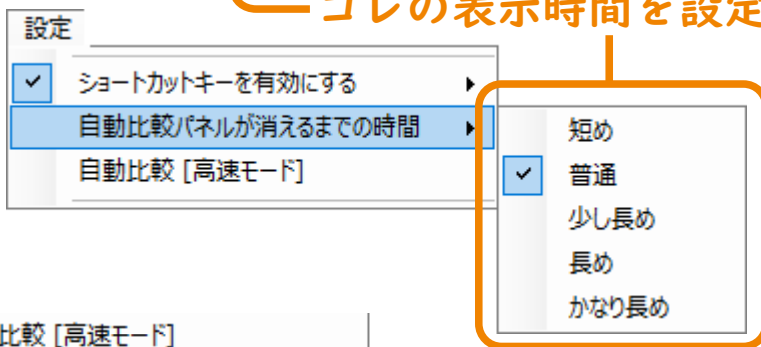 コレの表示時間を設定
設定
ショートカットキーを有効にする
自動比較パネルが消えるまでの時間
自動比較 [高速モード]
短め
普通
少し長め
長め
かなり長め
比較 [高速モード]